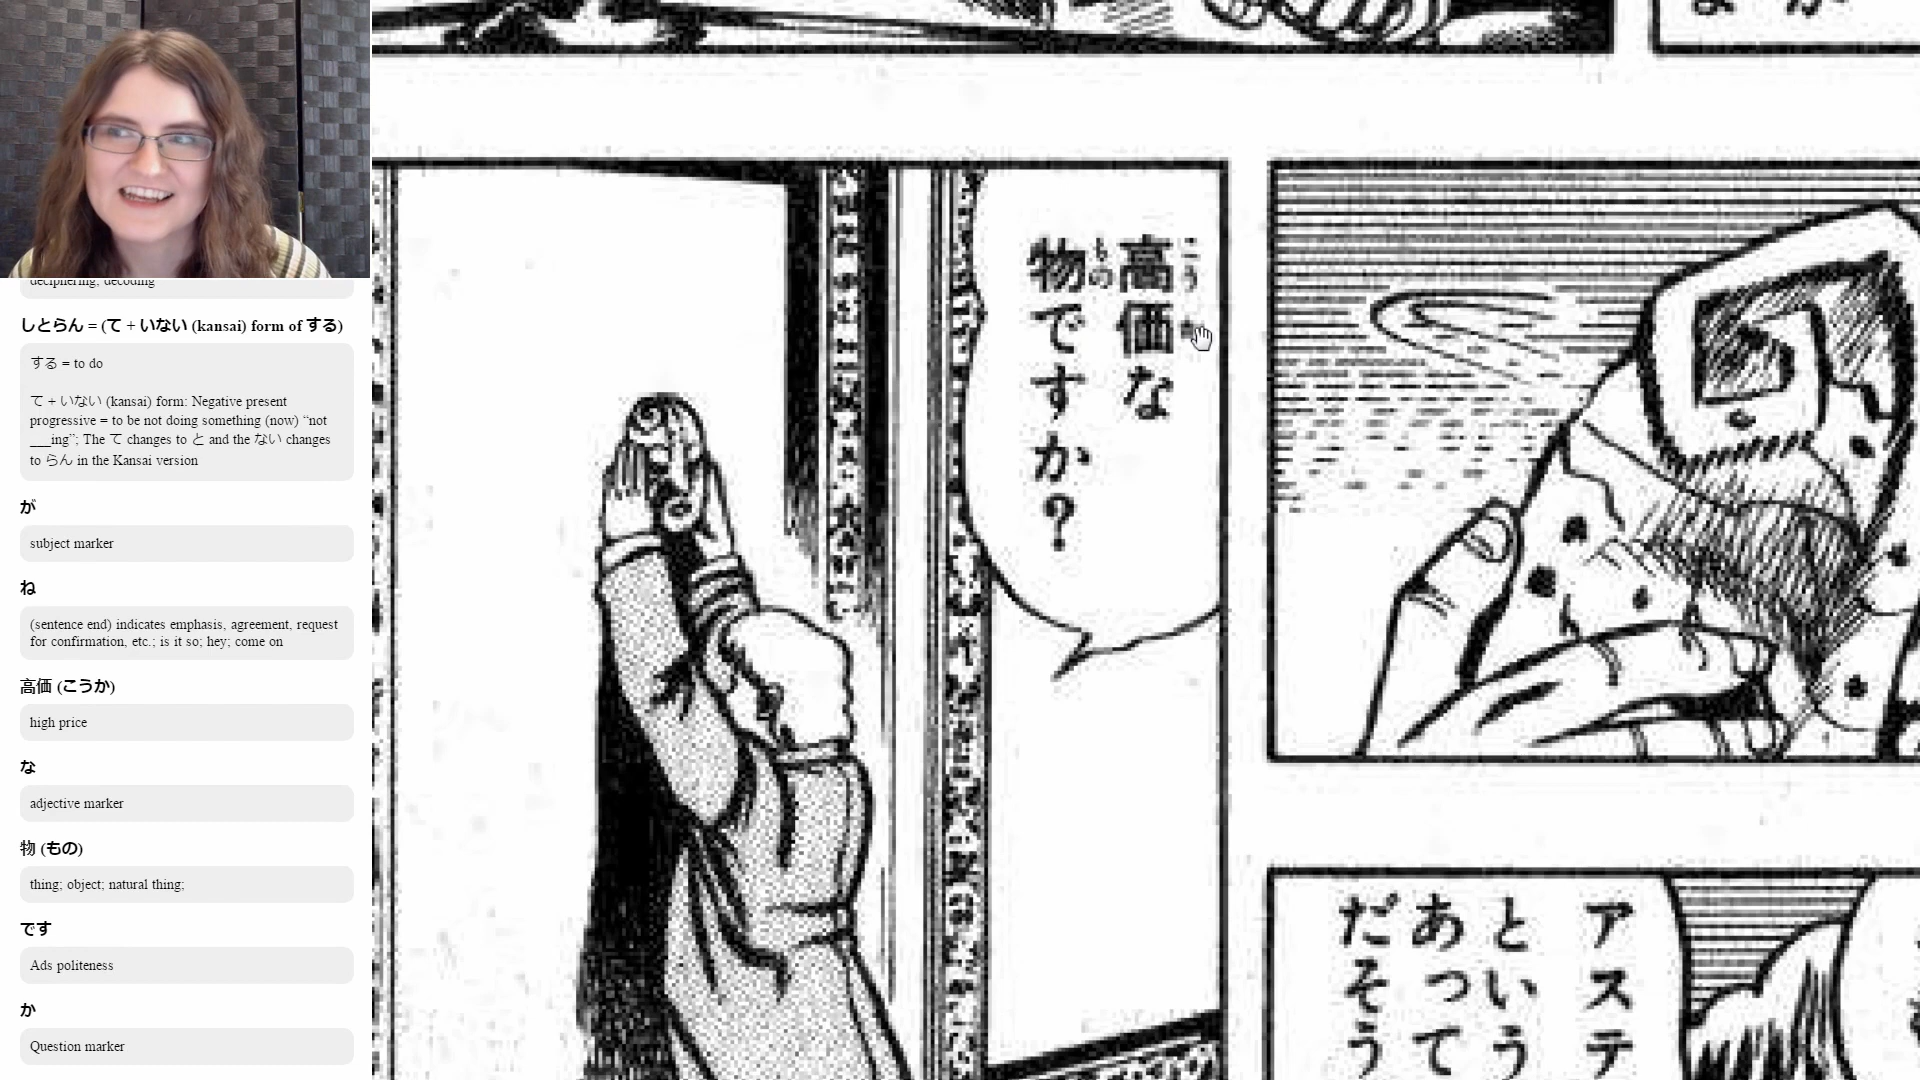 deciphering; decoding
しとらん = (て + いない (kansai) form of する)
する = to do
て + いない (kansai) form: Negative present
progressive = to be not doing something (now) “not
___ing”; The て changes to と and the ない changes
to らん in the Kansai version
が
subject marker
ね
(sentence end) indicates emphasis, agreement, request
for confirmation, etc.; is it so; hey; come on
高価 (こうか)
high price
な
adjective marker
物 (もの)
thing; object; natural thing;
です
Ads politeness
か
Question marker
高価な
こう
物ですか?
もの
アステ
という
あって
だそう